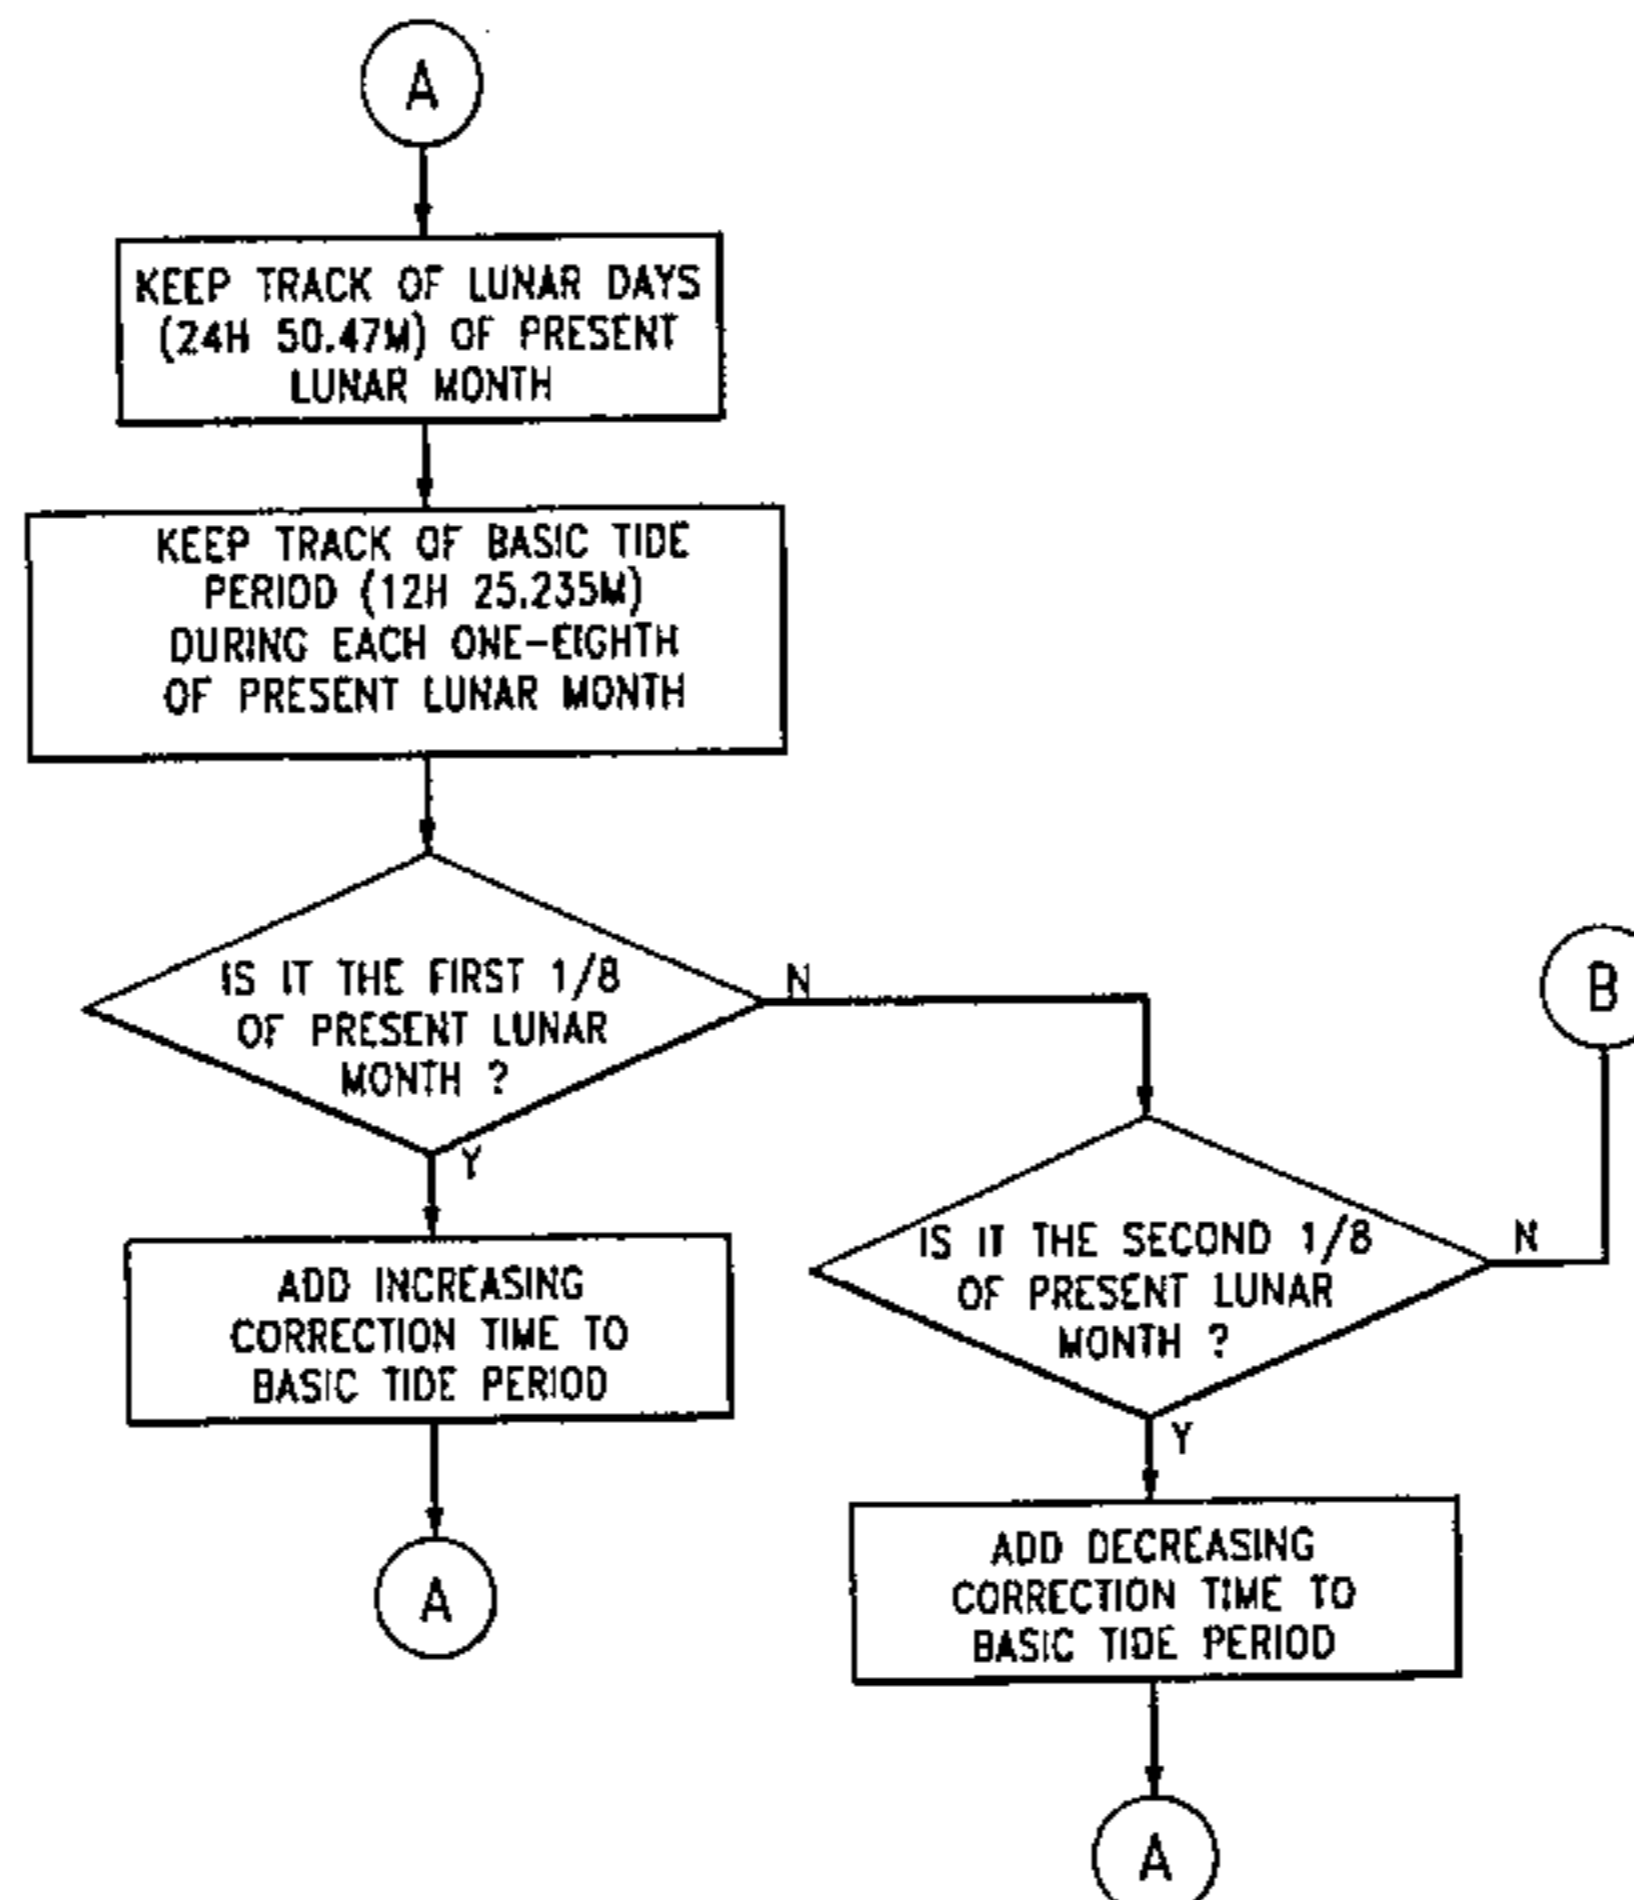 A
KEEP TRACK OF LUNAR DAYS
(24H 50.47M) OF PRESENT
LUNAR MONTH
KEEP TRACK OF BASIC TIDE
PERIOD (12H 25.235M)
DURING EACH ONE-EIGHTH
OF PRESENT LUNAR MONTH
IS IT THE FIRST 1/8
OF PRESENT LUNAR
MONTH ?
N
Y
ADD INCREASING
CORRECTION TIME TO
BASIC TIDE PERIOD
A
B
IS IT THE SECOND 1/8
OF PRESENT LUNAR
MONTH ?
N
Y
ADD DECREASING
CORRECTION TIME TO
BASIC TIDE PERIOD
A